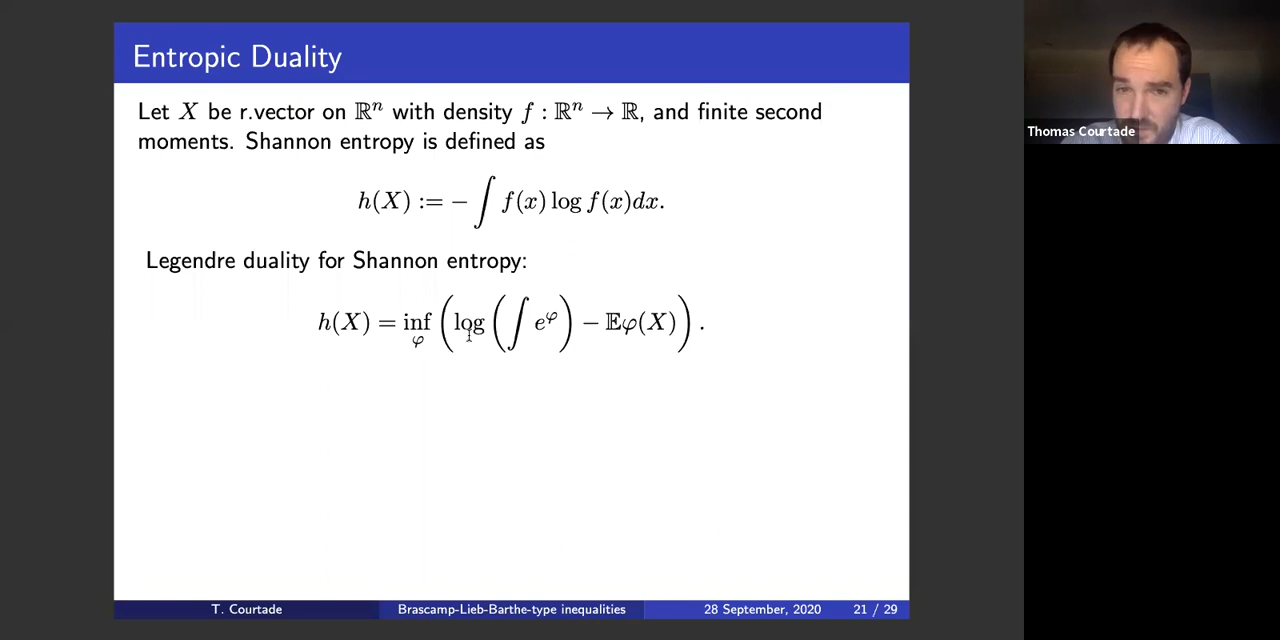 Entropic Duality
Let X be r.vector on ℝⁿ with density f : ℝⁿ → ℝ, and finite second
moments. Shannon entropy is defined as
h(X) := − ∫ f(x) log f(x)dx.
Legendre duality for Shannon entropy:
h(X) = inf_φ ( log ( ∫ e^φ ) − 𝔼φ(X) ) .
T. Courtade Brascamp-Lieb-Barthe-type inequalities 28 September, 2020 21 / 29
Thomas Courtade